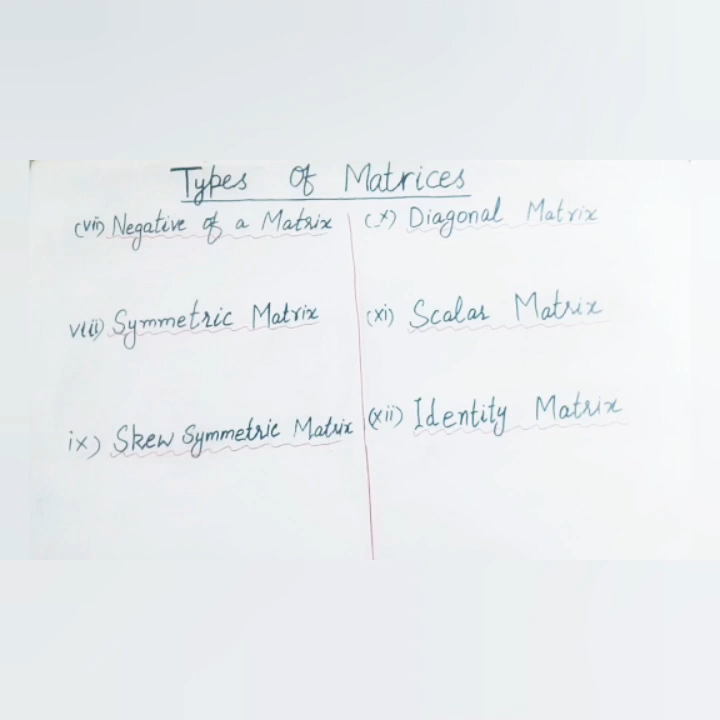 Types Of Matrices
(vii) Negative of a Matrix
viii) Symmetric Matrix
ix) Skew Symmetric Matrix
(x) Diagonal Matrix
(xi) Scalar Matrix
(xii) Identity Matrix